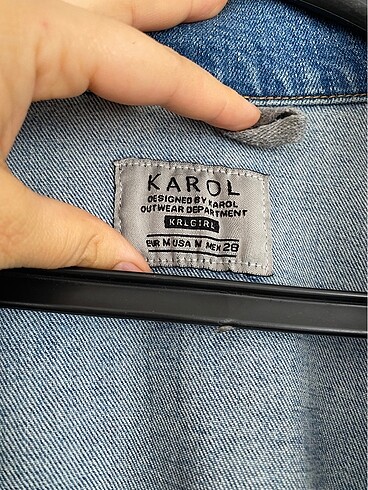 KAROL
DESIGNED BY KAROL
OUTWEAR DEPARTMENT
KRLGIRL
EUR M USA M MEX 28